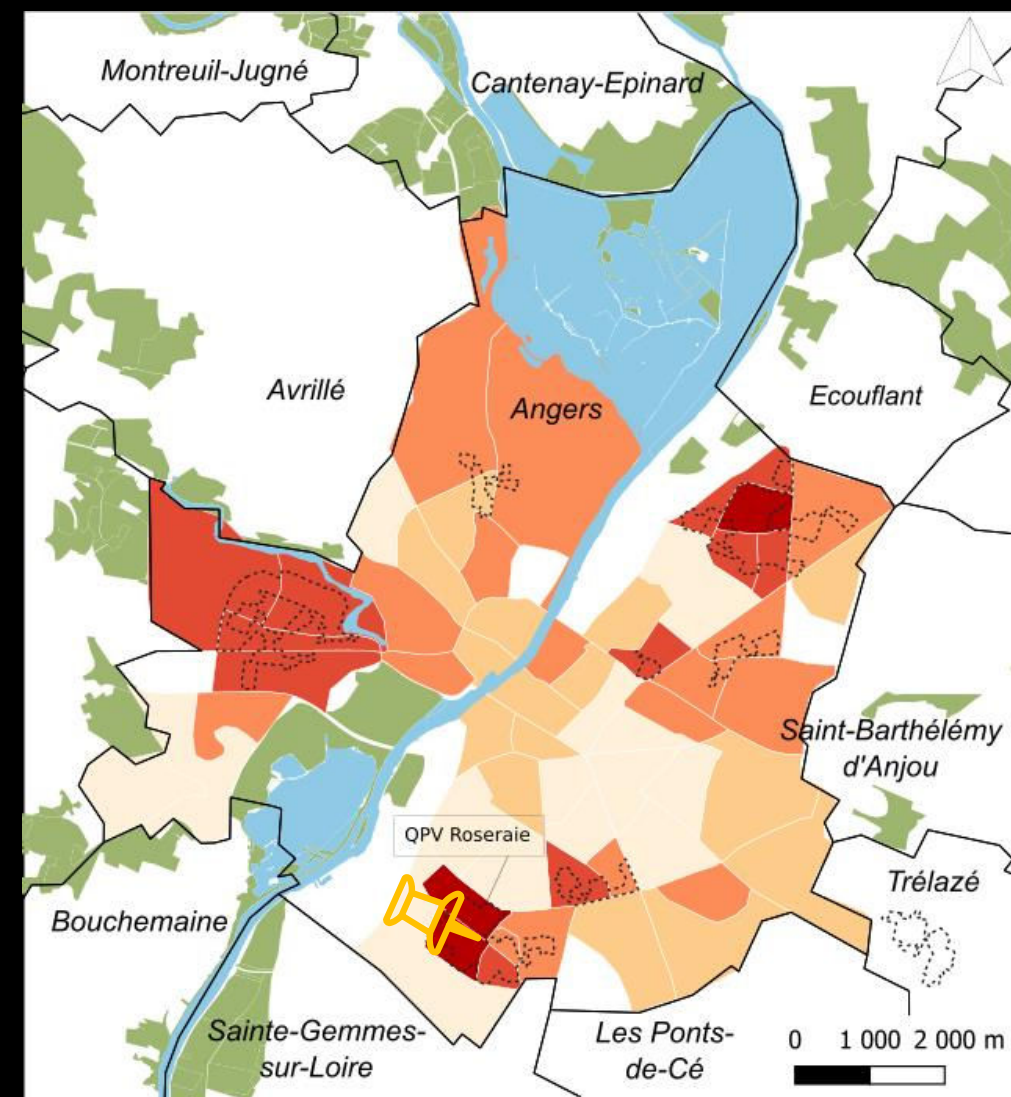 Montreuil-Jugné
Cantenay-Epinard
Avrillé
Angers
Ecouflant
Saint-Barthélémy
d'Anjou
QPV Roseraie
Trélazé
Bouchemaine
Sainte-Gemmes-
sur-Loire
Les Ponts-
de-Cé
0 1 000 2 000 m